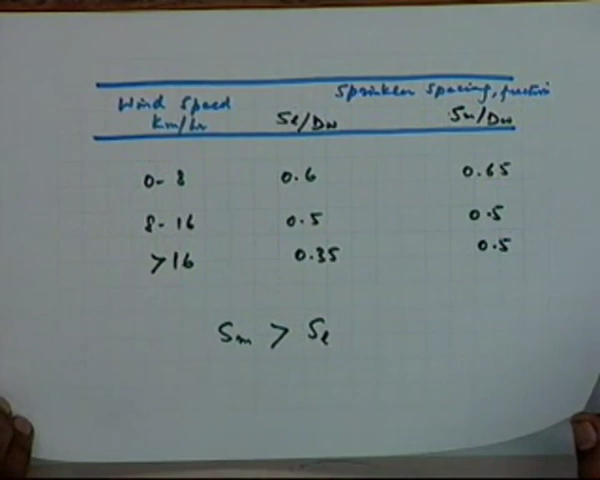 Wind Speed Sprinkler Spacing, fraction
Km/hr Sl/Dw Sm/Dw
0-8 0.6 0.65
8-16 0.5 0.5
>16 0.35 0.5
Sm > Sl